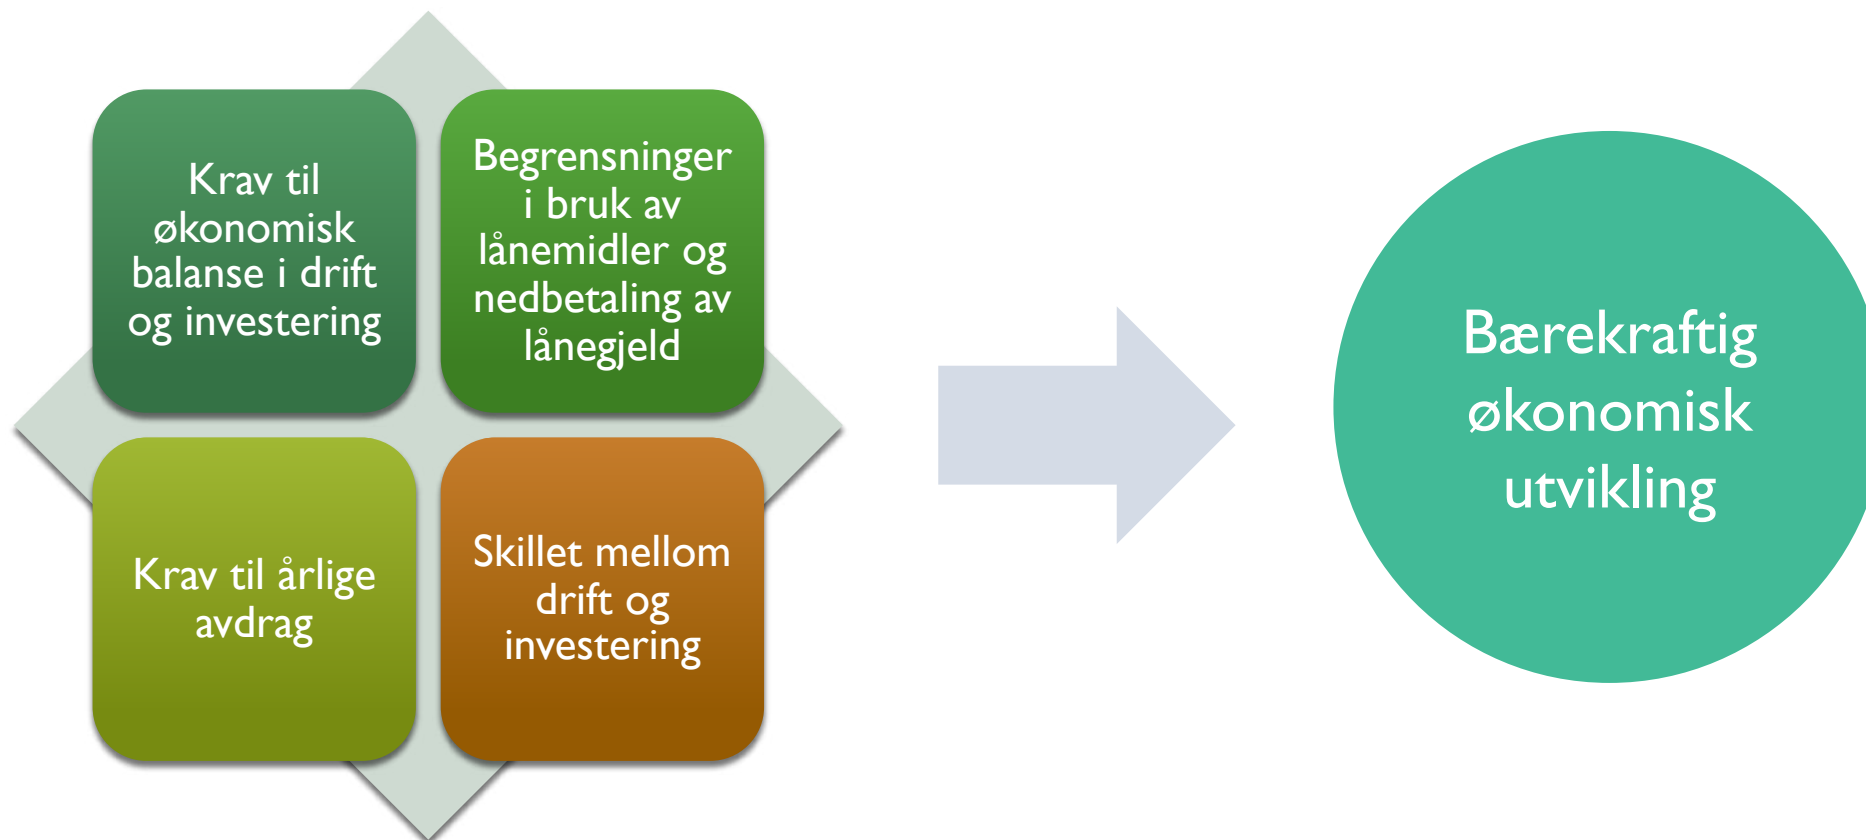 Krav til
økonomisk
balanse i drift
og investering
Begrensninger
i bruk av
lånemidler og
nedbetaling av
lånegjeld
Krav til årlige
avdrag
Skillet mellom
drift og
investering
Bærekraftig
økonomisk
utvikling